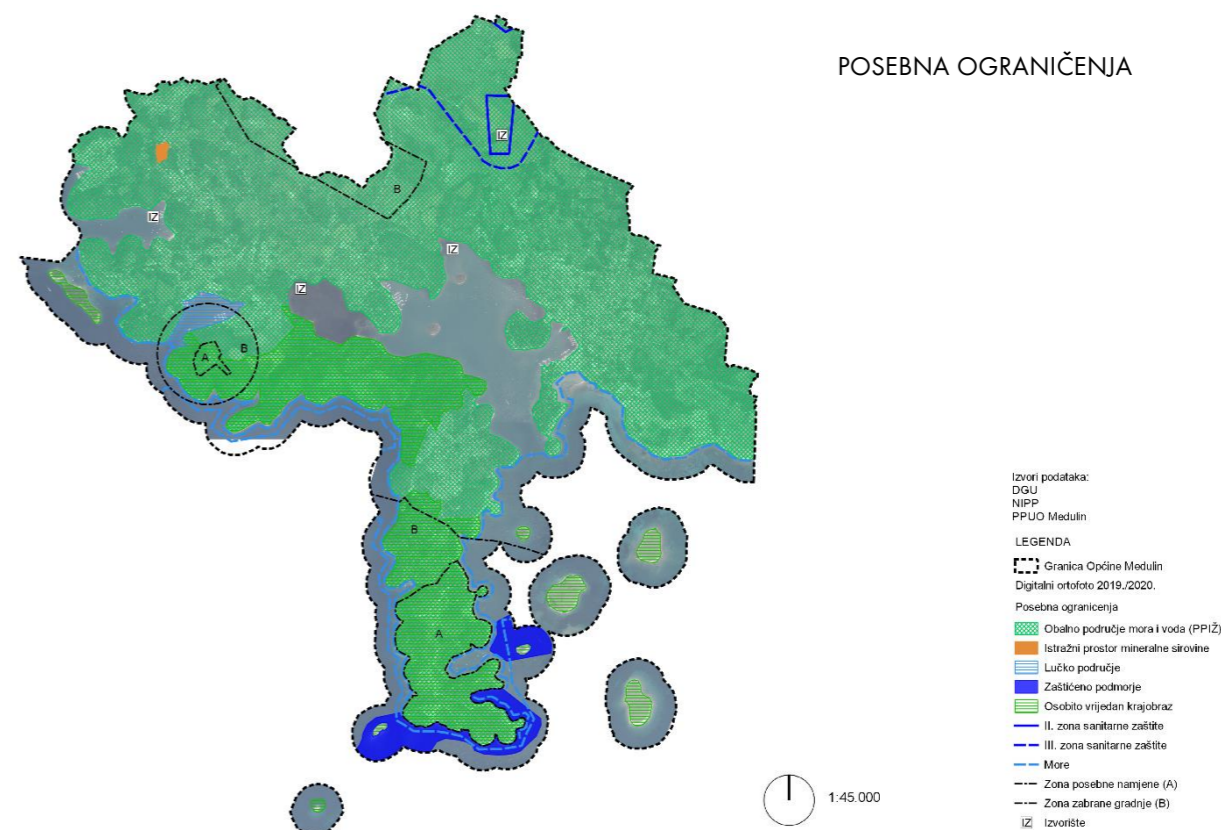 POSEBNA OGRANIČENJA
IZ
B
IZ
IZ
IZ
A
B
B
A
Izvori podataka:
DGU
NIPP
PPUO Medulin
LEGENDA
Granica Općine Medulin
Digitalni ortofoto 2019./2020.
Posebna ogranicenja
Obalno područje mora i voda (PPIŽ)
Istražni prostor mineralne sirovine
Lučko područje
Zaštićeno podmorje
Osobito vrijedan krajobraz
II. zona sanitarne zaštite
III. zona sanitarne zaštite
More
Zona posebne namjene (A)
Zona zabrane gradnje (B)
IZ Izvorište
1:45.000